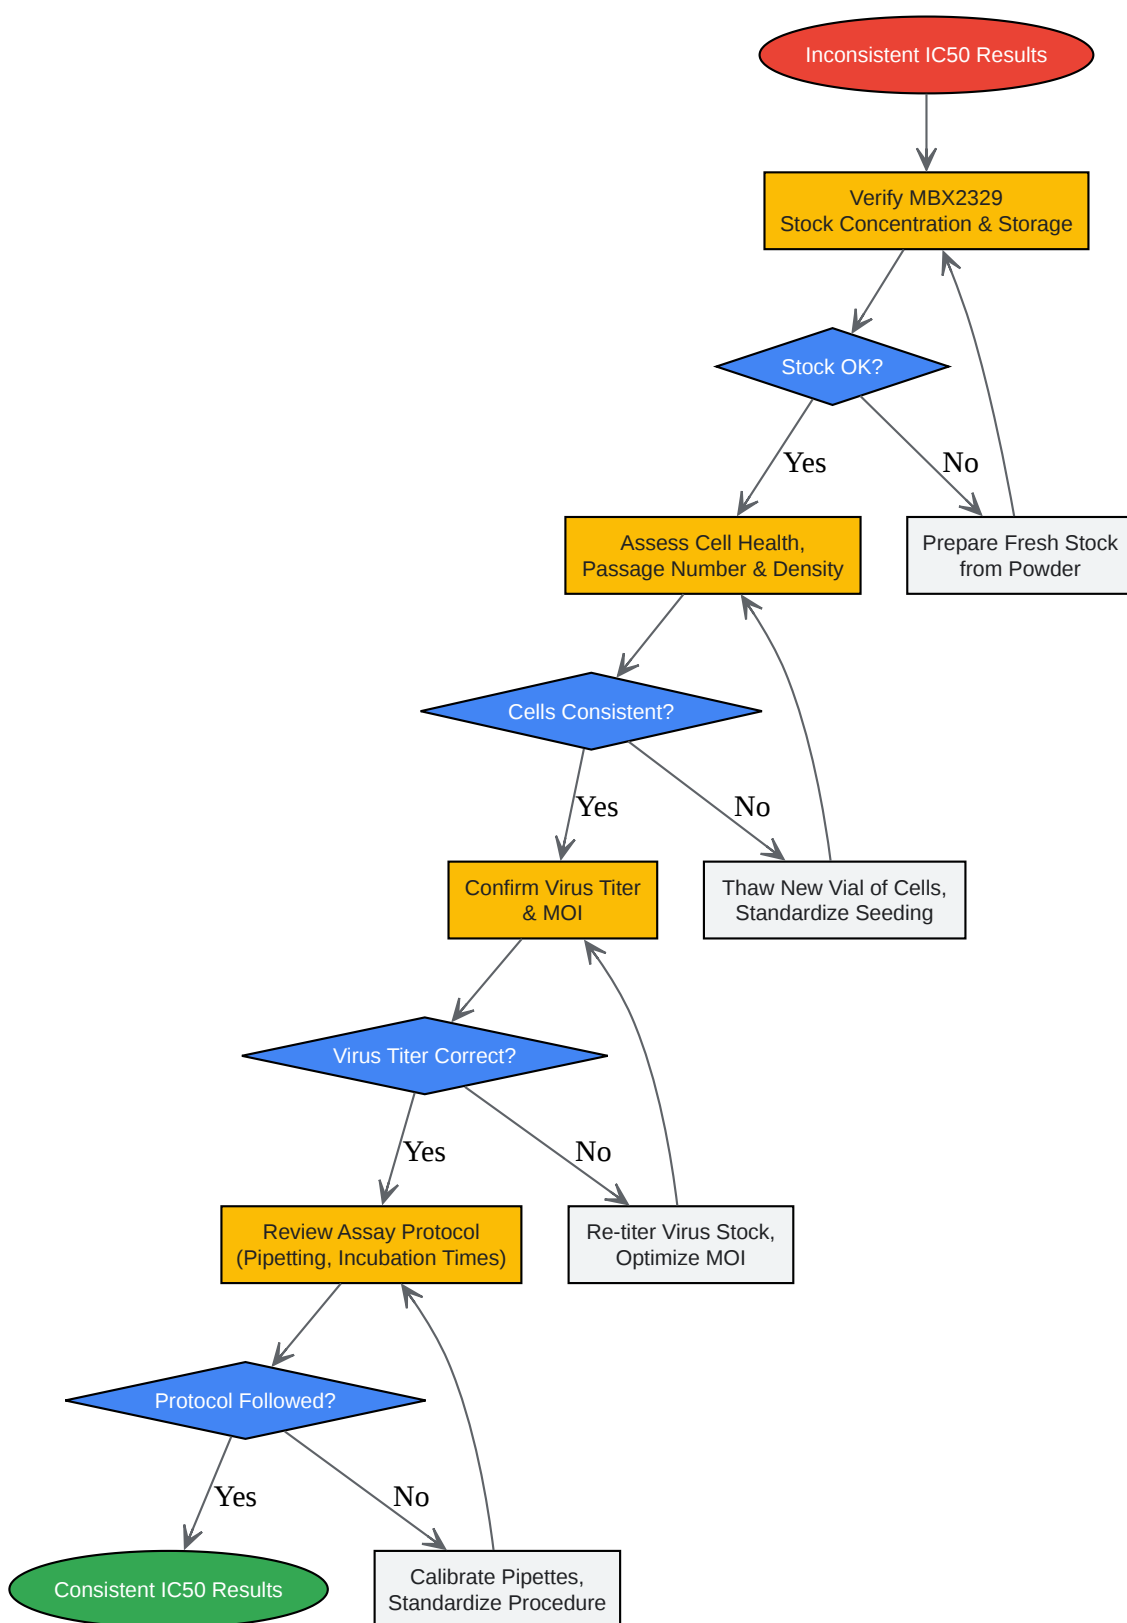 Inconsistent IC50 Results
Verify MBX2329
Stock Concentration & Storage
Stock OK?
Yes
No
Assess Cell Health,
Passage Number & Density
Prepare Fresh Stock
from Powder
Cells Consistent?
Yes
No
Confirm Virus Titer
& MOI
Thaw New Vial of Cells,
Standardize Seeding
Virus Titer Correct?
Yes
No
Review Assay Protocol
(Pipetting, Incubation Times)
Re-titer Virus Stock,
Optimize MOI
Protocol Followed?
Yes
No
Consistent IC50 Results
Calibrate Pipettes,
Standardize Procedure